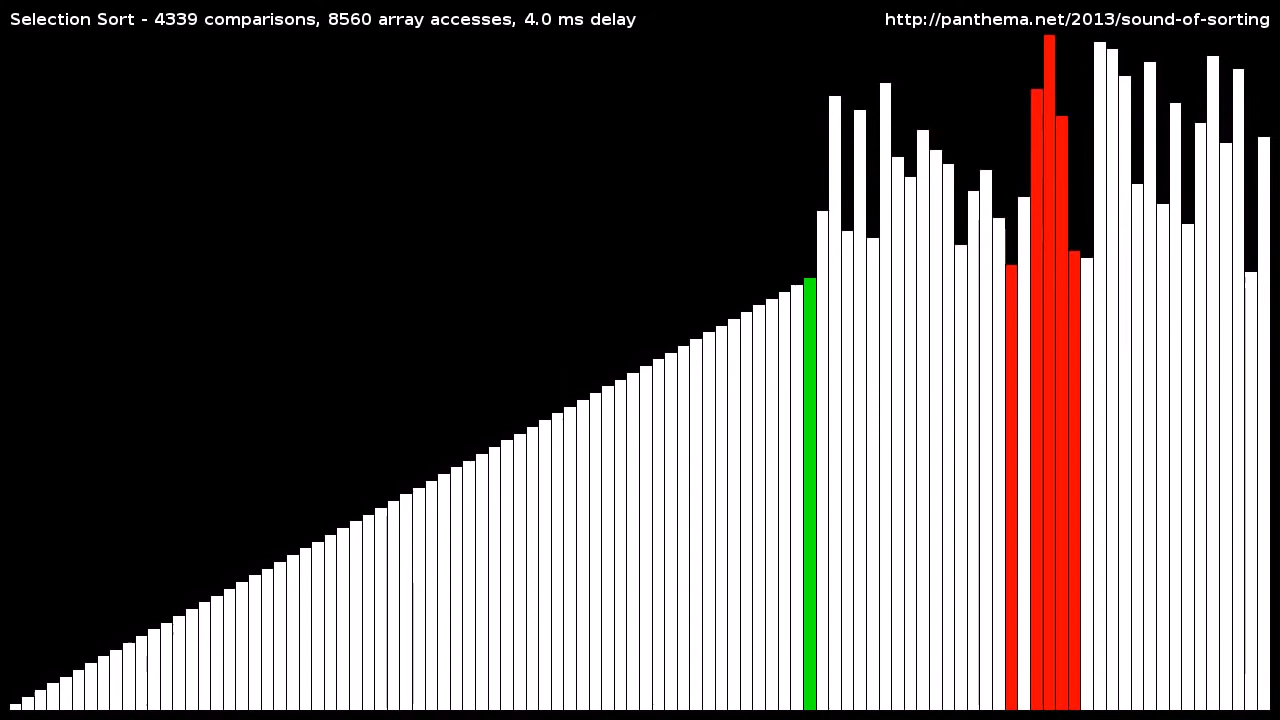 Selection Sort - 4339 comparisons, 8560 array accesses, 4.0 ms delay
http://panthema.net/2013/sound-of-sorting